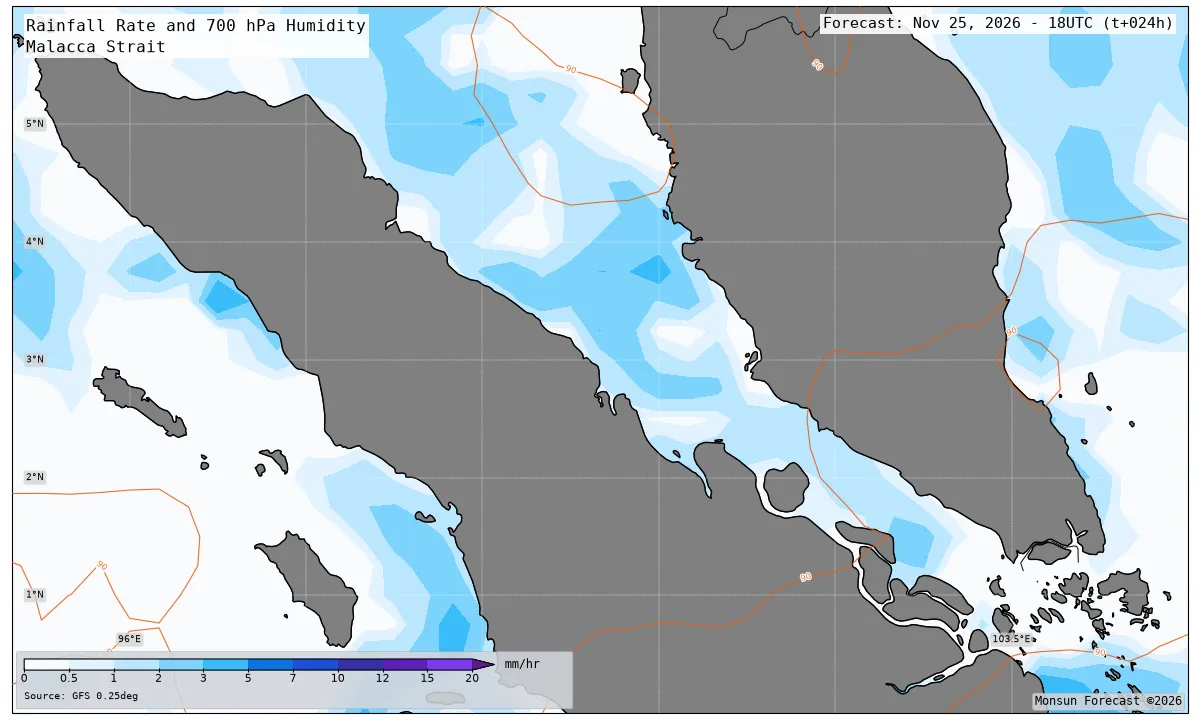 Rainfall Rate and 700 hPa Humidity
Malacca Strait
Forecast: Nov 25, 2026 - 18UTC (t+024h)
90
90
5°N
4°N
90
3°N
2°N
90
90
1°N
96°E
103.5°E
90
mm/hr
0 0.5 1 2 3 5 7 10 12 15 20
Source: GFS 0.25deg
Monsun Forecast ©2026